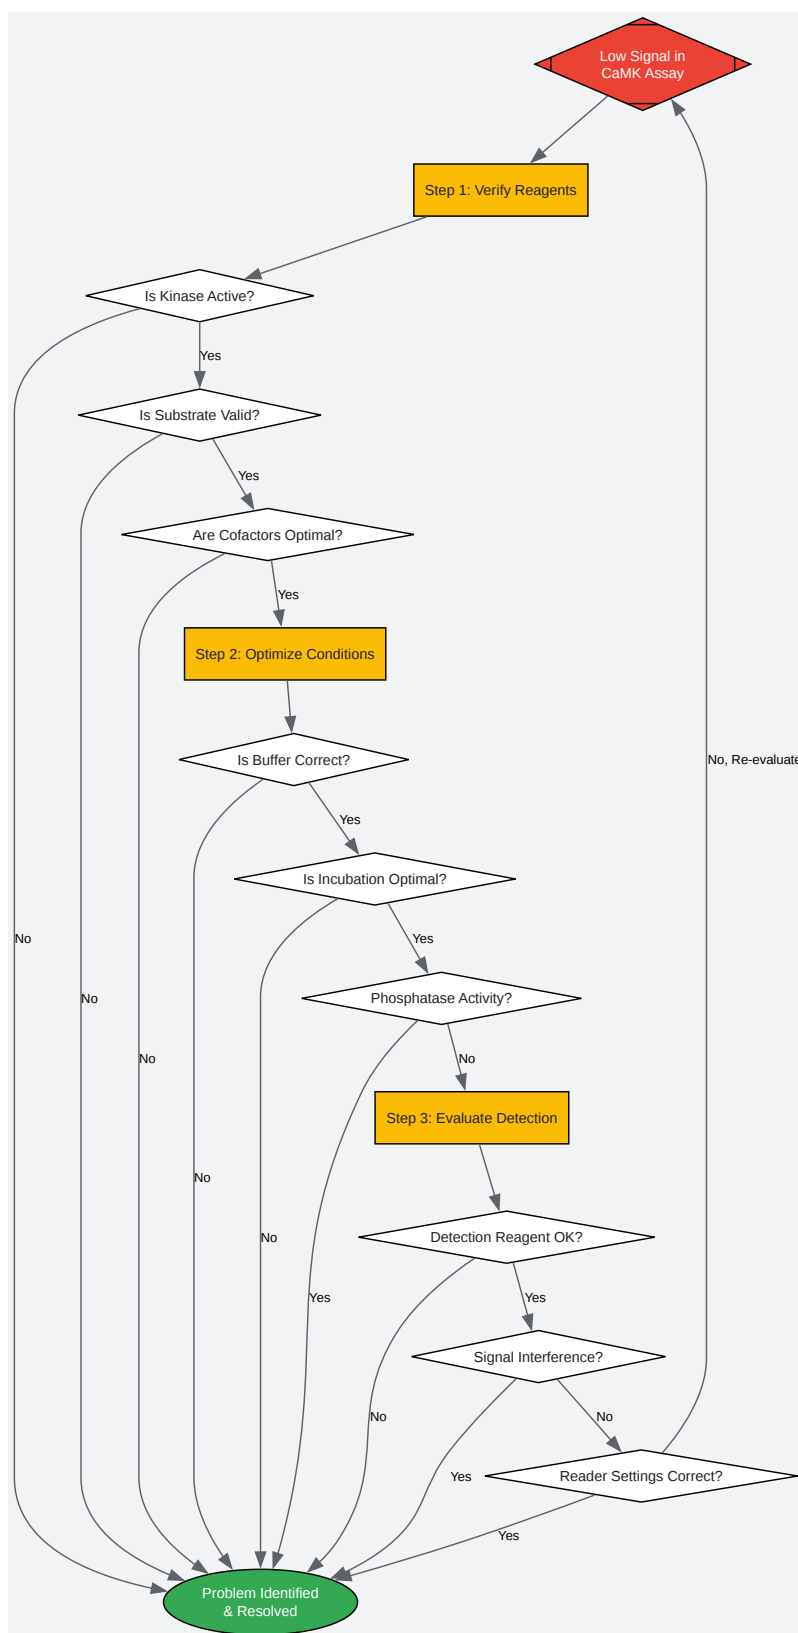 Low Signal in
CaMK Assay
Step 1: Verify Reagents
Is Kinase Active?
Yes
Is Substrate Valid?
Yes
Are Cofactors Optimal?
Yes
Step 2: Optimize Conditions
Is Buffer Correct?
No, Re-evaluate
Yes
Is Incubation Optimal?
No
Yes
No
Phosphatase Activity?
No
No
Step 3: Evaluate Detection
No
No
Detection Reagent OK?
Yes
Yes
Signal Interference?
No
No
Yes
Reader Settings Correct?
Yes
Problem Identified
& Resolved